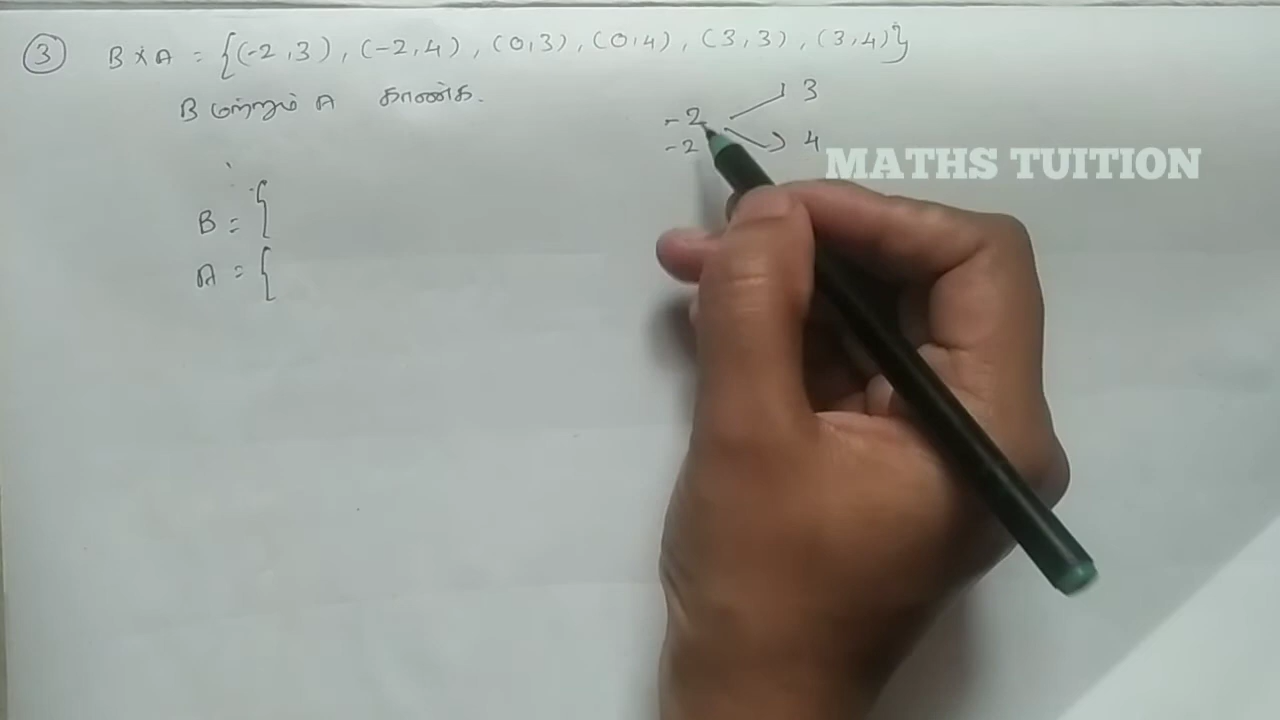 ③ B × A = {(-2,3), (-2,4), (0,3), (0,4), (3,3), (3,4)}
B மற்றும் A காண்க.
-2 3
-2 4
MATHS TUITION
B = {
A = {